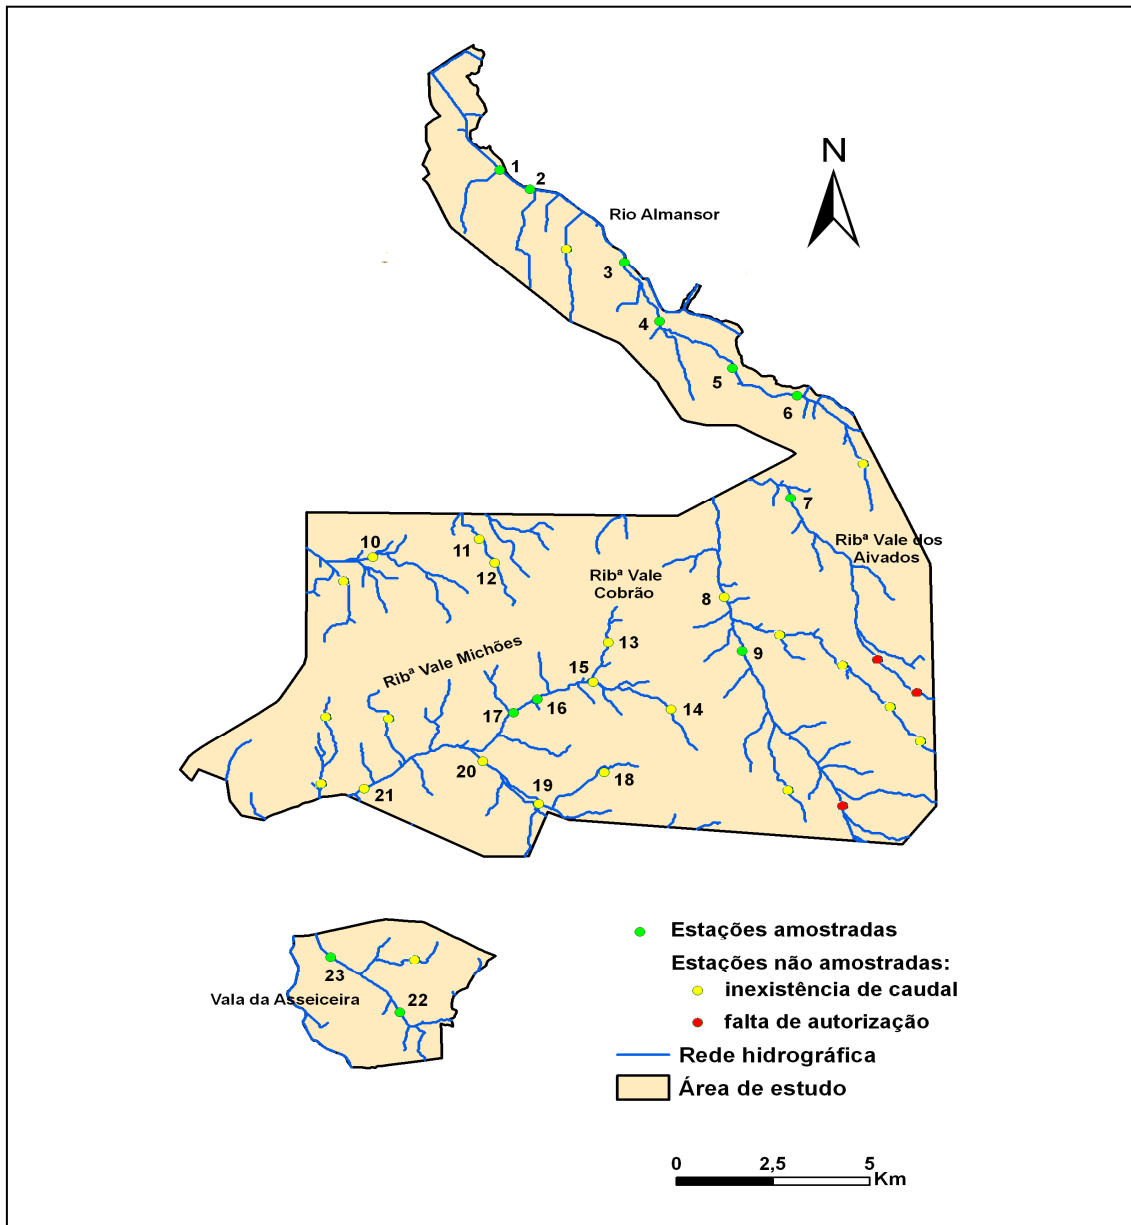 N
1
2
Rio Almansor
3
4
5
6
7
Ribª Vale dos
Aivados
10
11
12
Ribª Vale
Cobrão
8
13
9
Ribª Vale Michões
15
16
14
17
20
18
19
21
23
Vala da Asseiceira
22
Estações amostradas
Estações não amostradas:
inexistência de caudal
falta de autorização
Rede hidrográfica
Área de estudo
0 2,5 5
Km